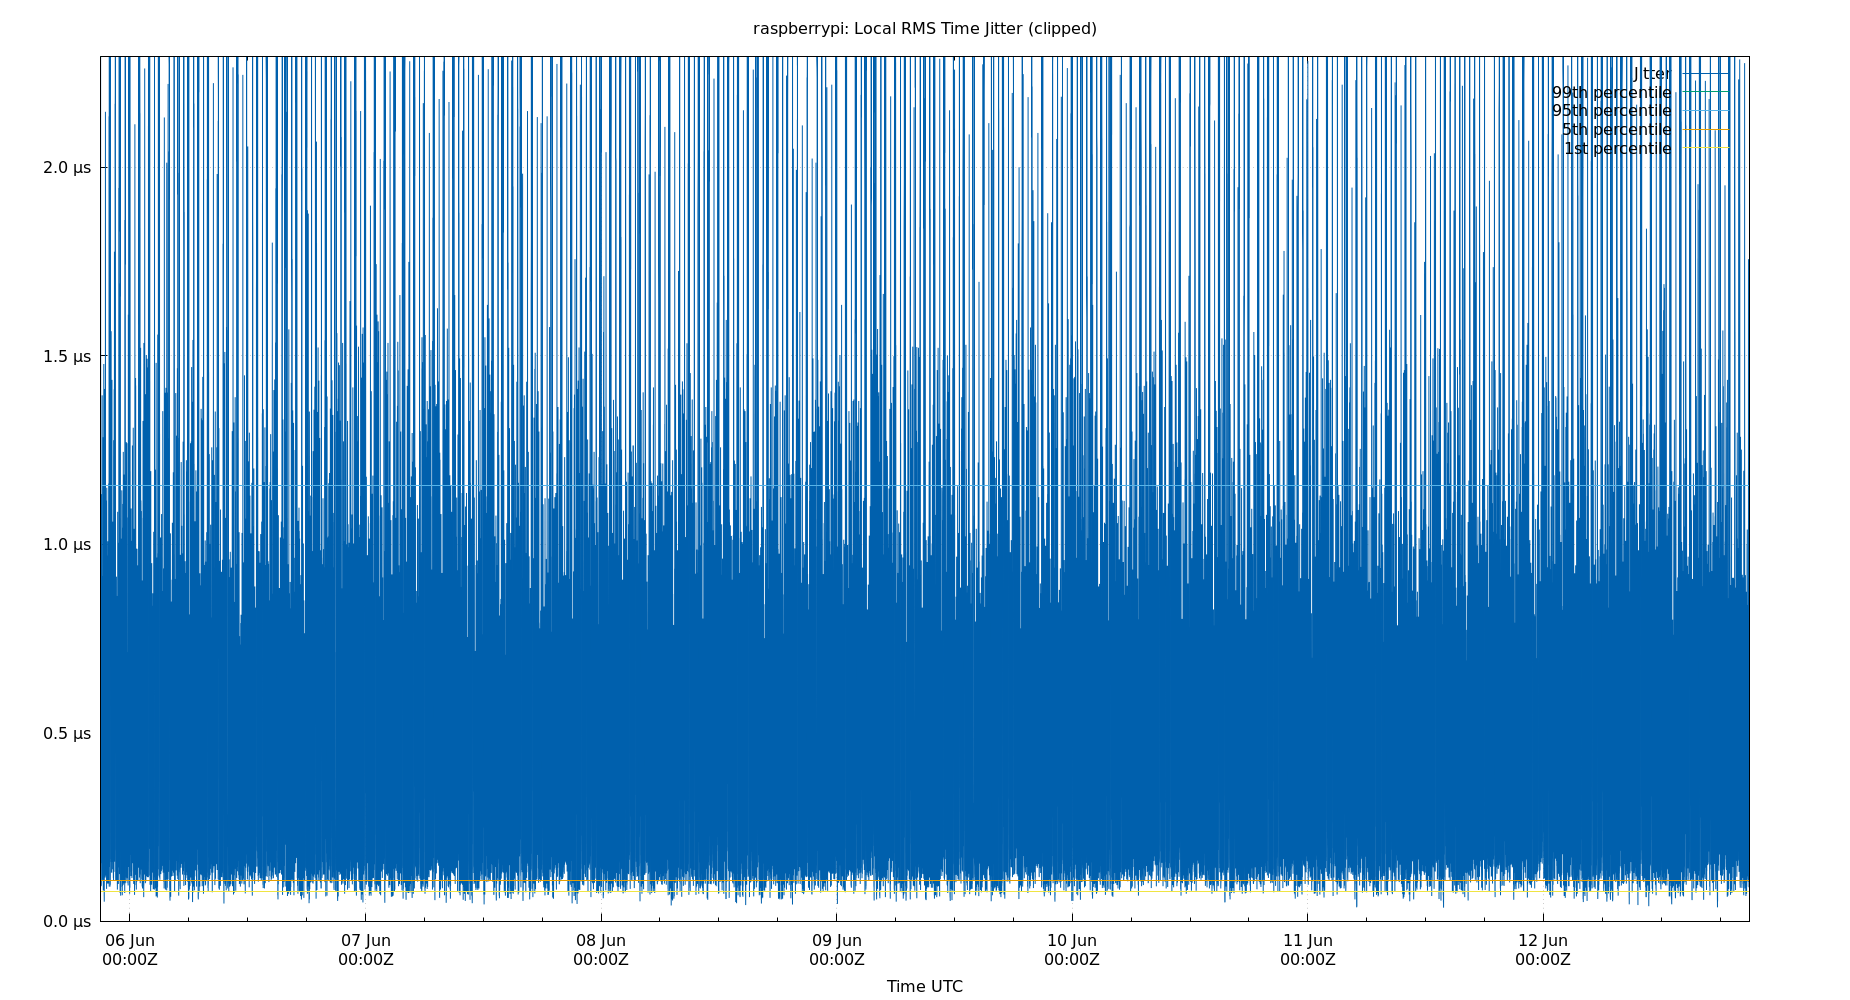 raspberrypi: Local RMS Time Jitter (clipped)
Jitter
99th percentile
95th percentile
5th percentile
1st percentile
2.0 µs
1.5 µs
1.0 µs
0.5 µs
0.0 µs
06 Jun 07 Jun 08 Jun 09 Jun 10 Jun 11 Jun 12 Jun
00:00Z 00:00Z 00:00Z 00:00Z 00:00Z 00:00Z 00:00Z
Time UTC